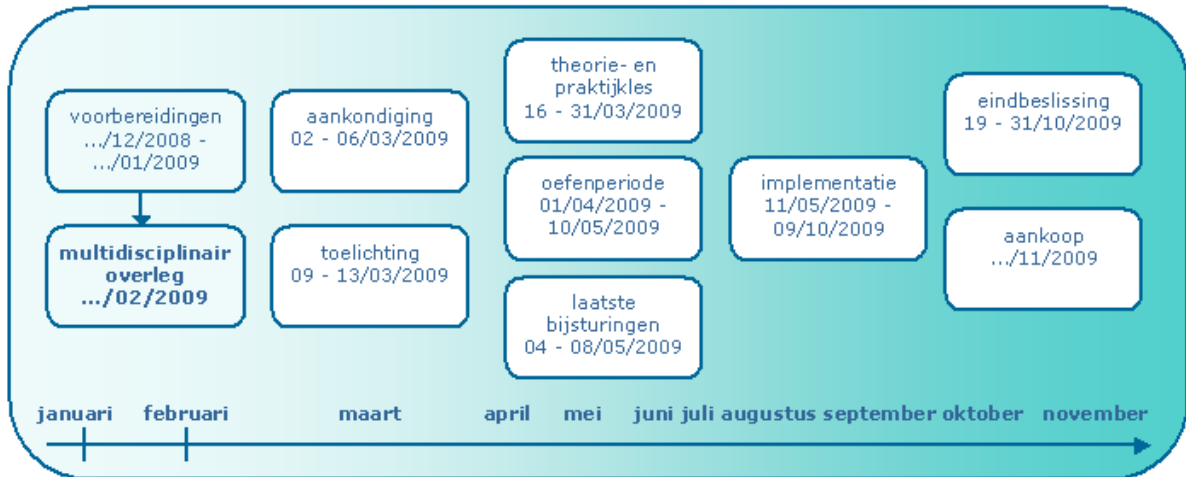 voorbereidingen
.../12/2008 -
.../01/2009
multidisciplinair
overleg
.../02/2009
aankondiging
02 - 06/03/2009
toelichting
09 - 13/03/2009
theorie- en
praktijkles
16 - 31/03/2009
oefenperiode
01/04/2009 -
10/05/2009
laatste
bijsturingen
04 - 08/05/2009
implementatie
11/05/2009 -
09/10/2009
eindbeslissing
19 - 31/10/2009
aankoop
.../11/2009
januari februari maart april mei juni juli augustus september oktober november